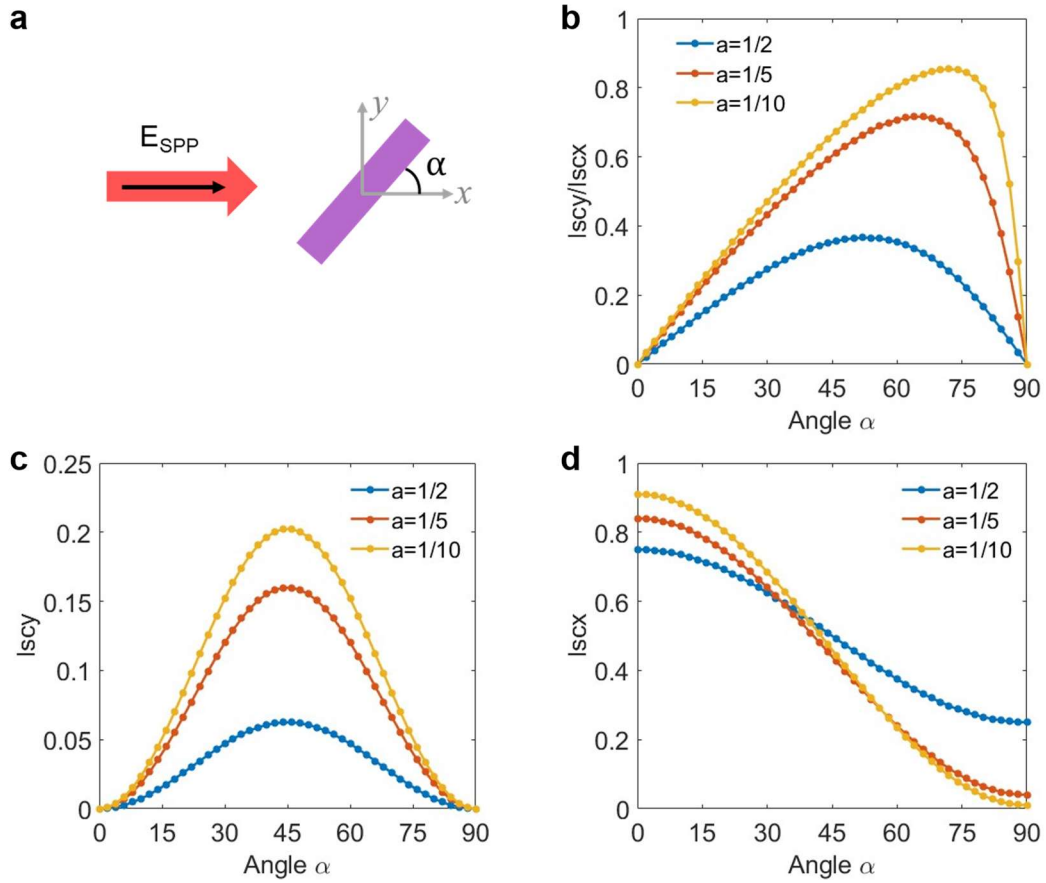 a
E_SPP
y
α
x
b
1
0.8
0.6
0.4
0.2
0
Iscy/Iscx
a=1/2
a=1/5
a=1/10
0 15 30 45 60 75 90
Angle α
c
0.25
0.2
0.15
0.1
0.05
0
Iscy
a=1/2
a=1/5
a=1/10
0 15 30 45 60 75 90
Angle α
d
1
0.8
0.6
0.4
0.2
0
Iscx
a=1/2
a=1/5
a=1/10
0 15 30 45 60 75 90
Angle α